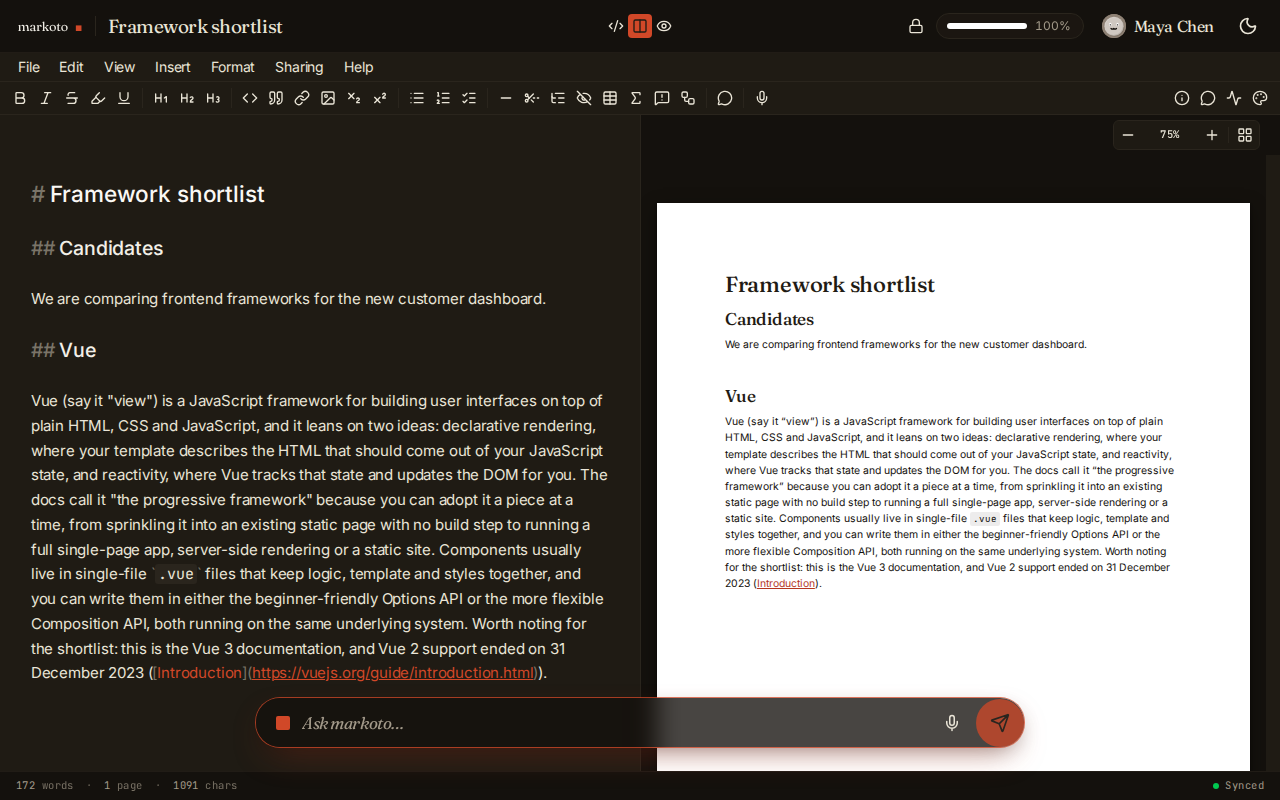 markoto
Framework shortlist
100%
Maya Chen
File Edit View Insert Format Sharing Help
H1 H2 H3
75%
# Framework shortlist
## Candidates
We are comparing frontend frameworks for the new customer dashboard.
## Vue
Vue (say it "view") is a JavaScript framework for building user interfaces on top of
plain HTML, CSS and JavaScript, and it leans on two ideas: declarative rendering,
where your template describes the HTML that should come out of your JavaScript
state, and reactivity, where Vue tracks that state and updates the DOM for you. The
docs call it "the progressive framework" because you can adopt it a piece at a
time, from sprinkling it into an existing static page with no build step to running a
full single-page app, server-side rendering or a static site. Components usually
live in single-file `.vue` files that keep logic, template and styles together, and
you can write them in either the beginner-friendly Options API or the more flexible
Composition API, both running on the same underlying system. Worth noting for
the shortlist: this is the Vue 3 documentation, and Vue 2 support ended on 31
December 2023 ([Introduction](https://vuejs.org/guide/introduction.html)).
Framework shortlist
Candidates
We are comparing frontend frameworks for the new customer dashboard.
Vue
Vue (say it “view”) is a JavaScript framework for building user interfaces on top of plain
HTML, CSS and JavaScript, and it leans on two ideas: declarative rendering, where your
template describes the HTML that should come out of your JavaScript state, and reactivity,
where Vue tracks that state and updates the DOM for you. The docs call it “the progressive
framework” because you can adopt it a piece at a time, from sprinkling it into an existing
static page with no build step to running a full single-page app, server-side rendering or a
static site. Components usually live in single-file .vue files that keep logic, template and
styles together, and you can write them in either the beginner-friendly Options API or the
more flexible Composition API, both running on the same underlying system. Worth noting
for the shortlist: this is the Vue 3 documentation, and Vue 2 support ended on 31 December
2023 (Introduction).
Ask markoto...
172 words · 1 page · 1091 chars
Synced